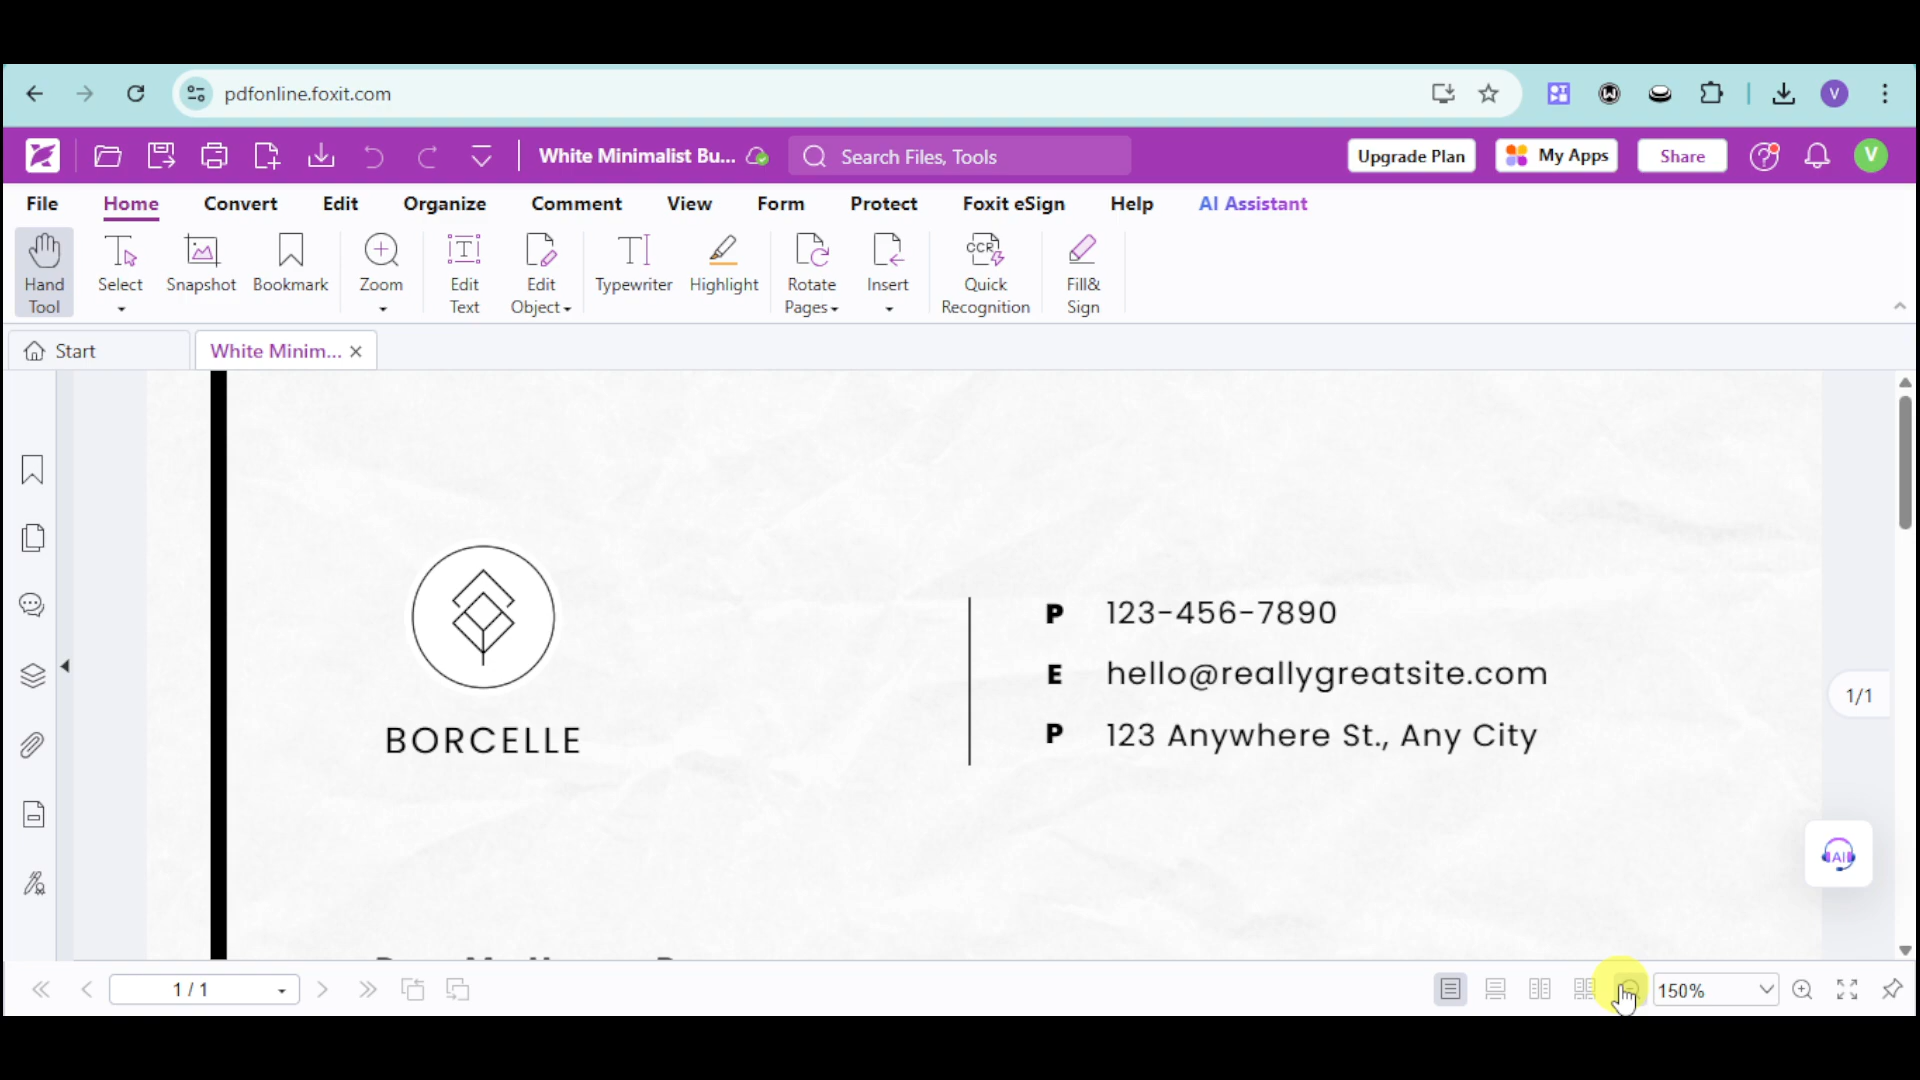 pdfonline.foxit.com
V
White Minimalist Bu...
Search Files, Tools
Upgrade Plan
My Apps
Share
V
File
Home
Convert
Edit
Organize
Comment
View
Form
Protect
Foxit eSign
Help
AI Assistant
Hand Tool
Select
Snapshot
Bookmark
Zoom
Edit Text
Edit Object
Typewriter
Highlight
Rotate Pages
Insert
Quick Recognition
Fill& Sign
Start
White Minim...
BORCELLE
P 123-456-7890
E hello@reallygreatsite.com
P 123 Anywhere St., Any City
1/1
AI
1 / 1
150%